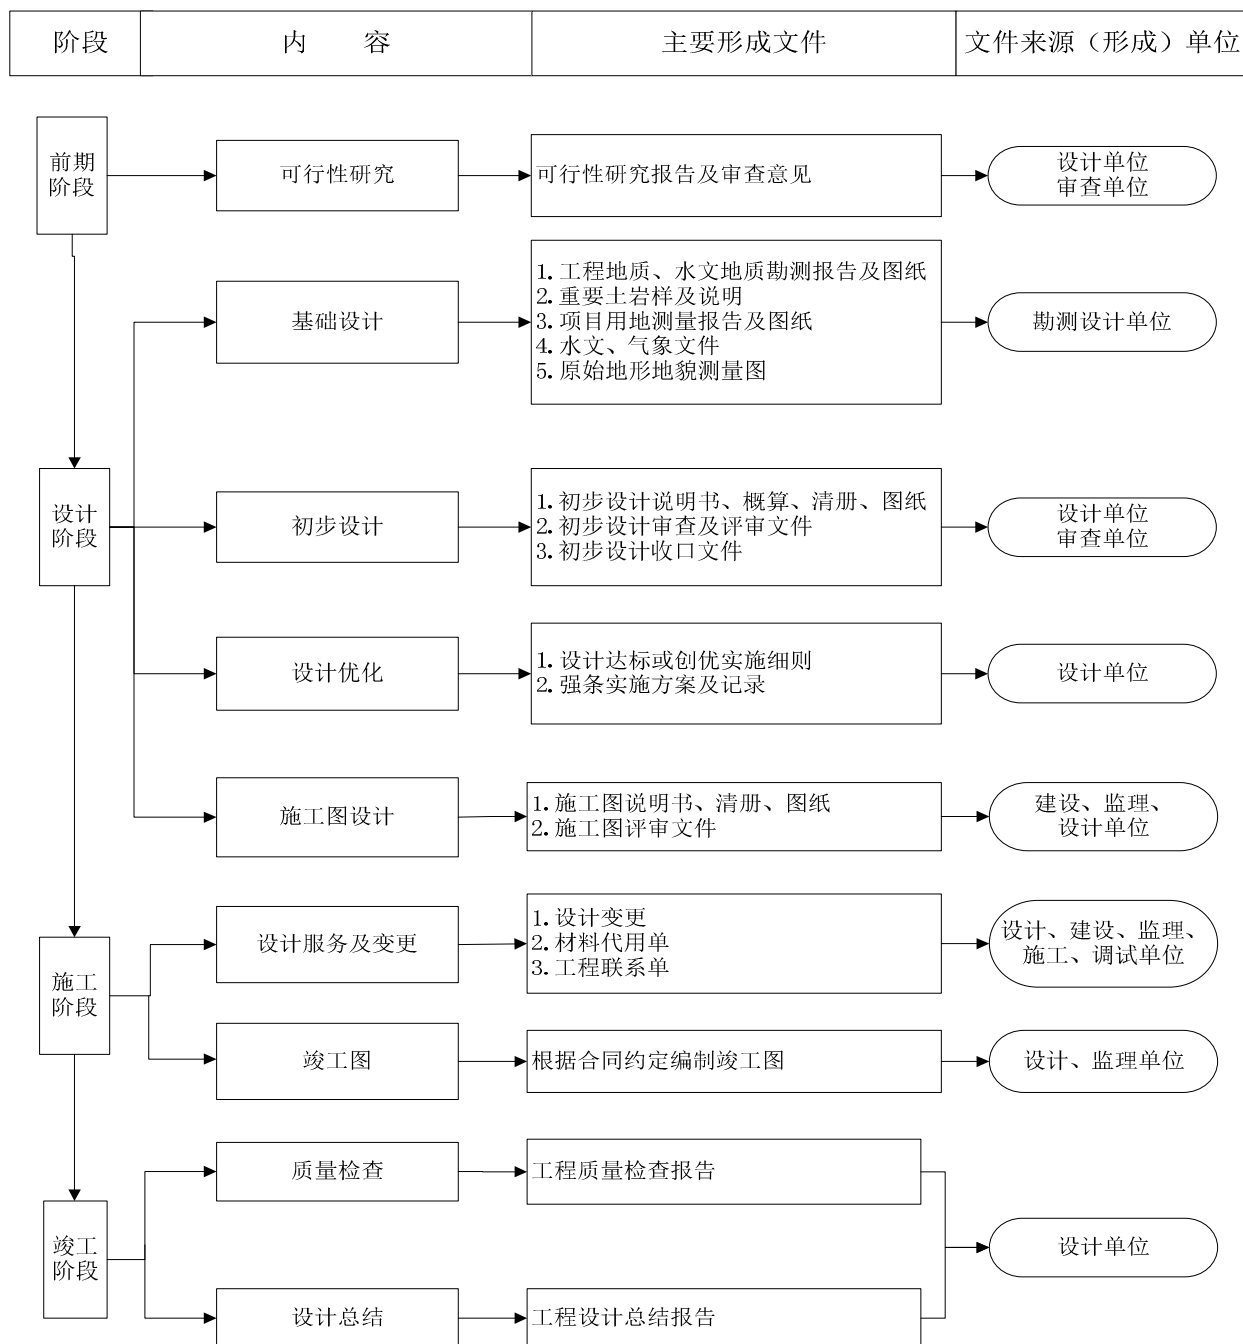 阶段
内 容
主要形成文件
文件来源（形成）单位
前期
阶段
可行性研究
可行性研究报告及审查意见
设计单位
审查单位
基础设计
1. 工程地质、水文地质勘测报告及图纸
2. 重要土岩样及说明
3. 项目用地测量报告及图纸
4. 水文、气象文件
5. 原始地形地貌测量图
勘测设计单位
设计
阶段
初步设计
1. 初步设计说明书、概算、清册、图纸
2. 初步设计审查及评审文件
3. 初步设计收口文件
设计单位
审查单位
设计优化
1. 设计达标或创优实施细则
2. 强条实施方案及记录
设计单位
施工图设计
1. 施工图说明书、清册、图纸
2. 施工图评审文件
建设、监理、
设计单位
施工
阶段
设计服务及变更
1. 设计变更
2. 材料代用单
3. 工程联系单
设计、建设、监理、
施工、调试单位
竣工图
根据合同约定编制竣工图
设计、监理单位
竣工
阶段
质量检查
工程质量检查报告
设计单位
设计总结
工程设计总结报告